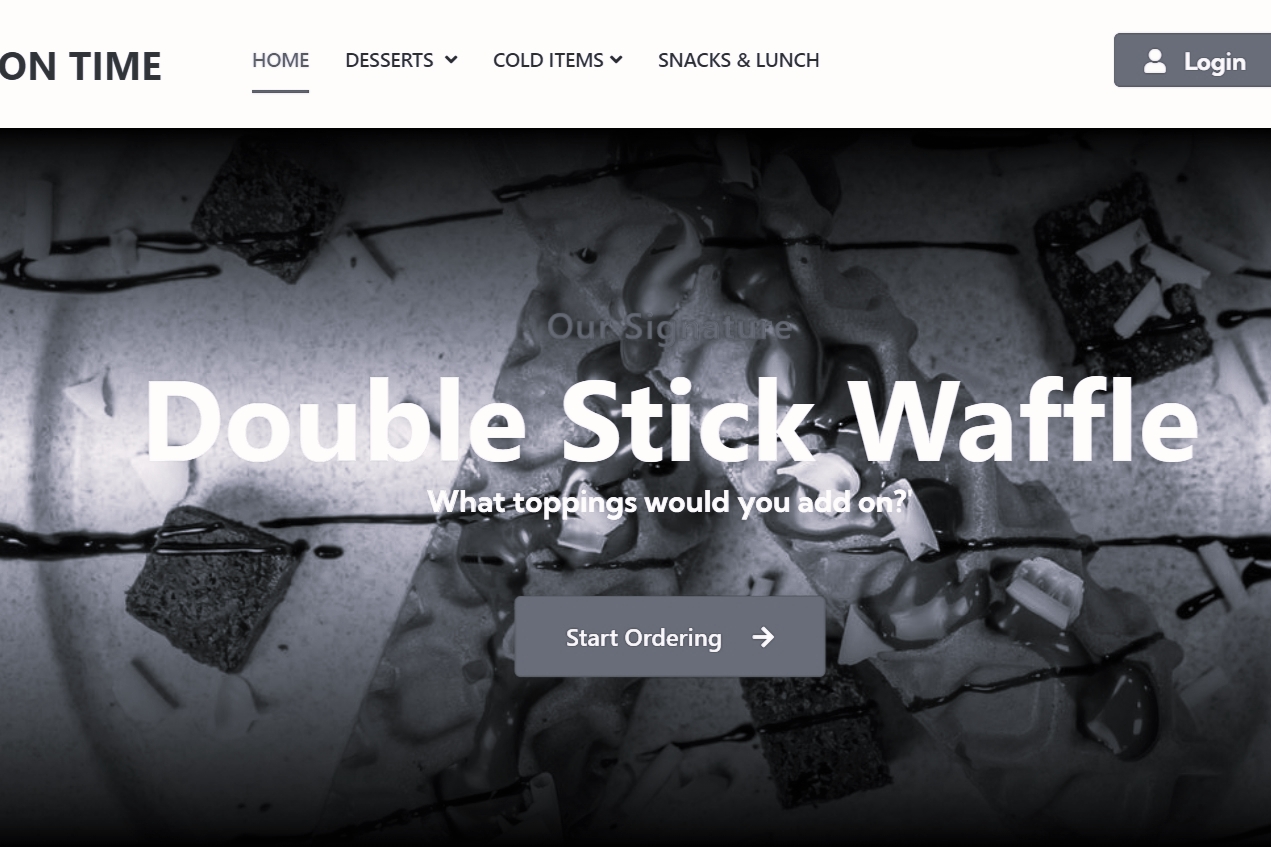 ON TIME
HOME
DESSERTS
COLD ITEMS
SNACKS & LUNCH
Login
Our Signature
Double Stick Waffle
What toppings would you add on?'
Start Ordering